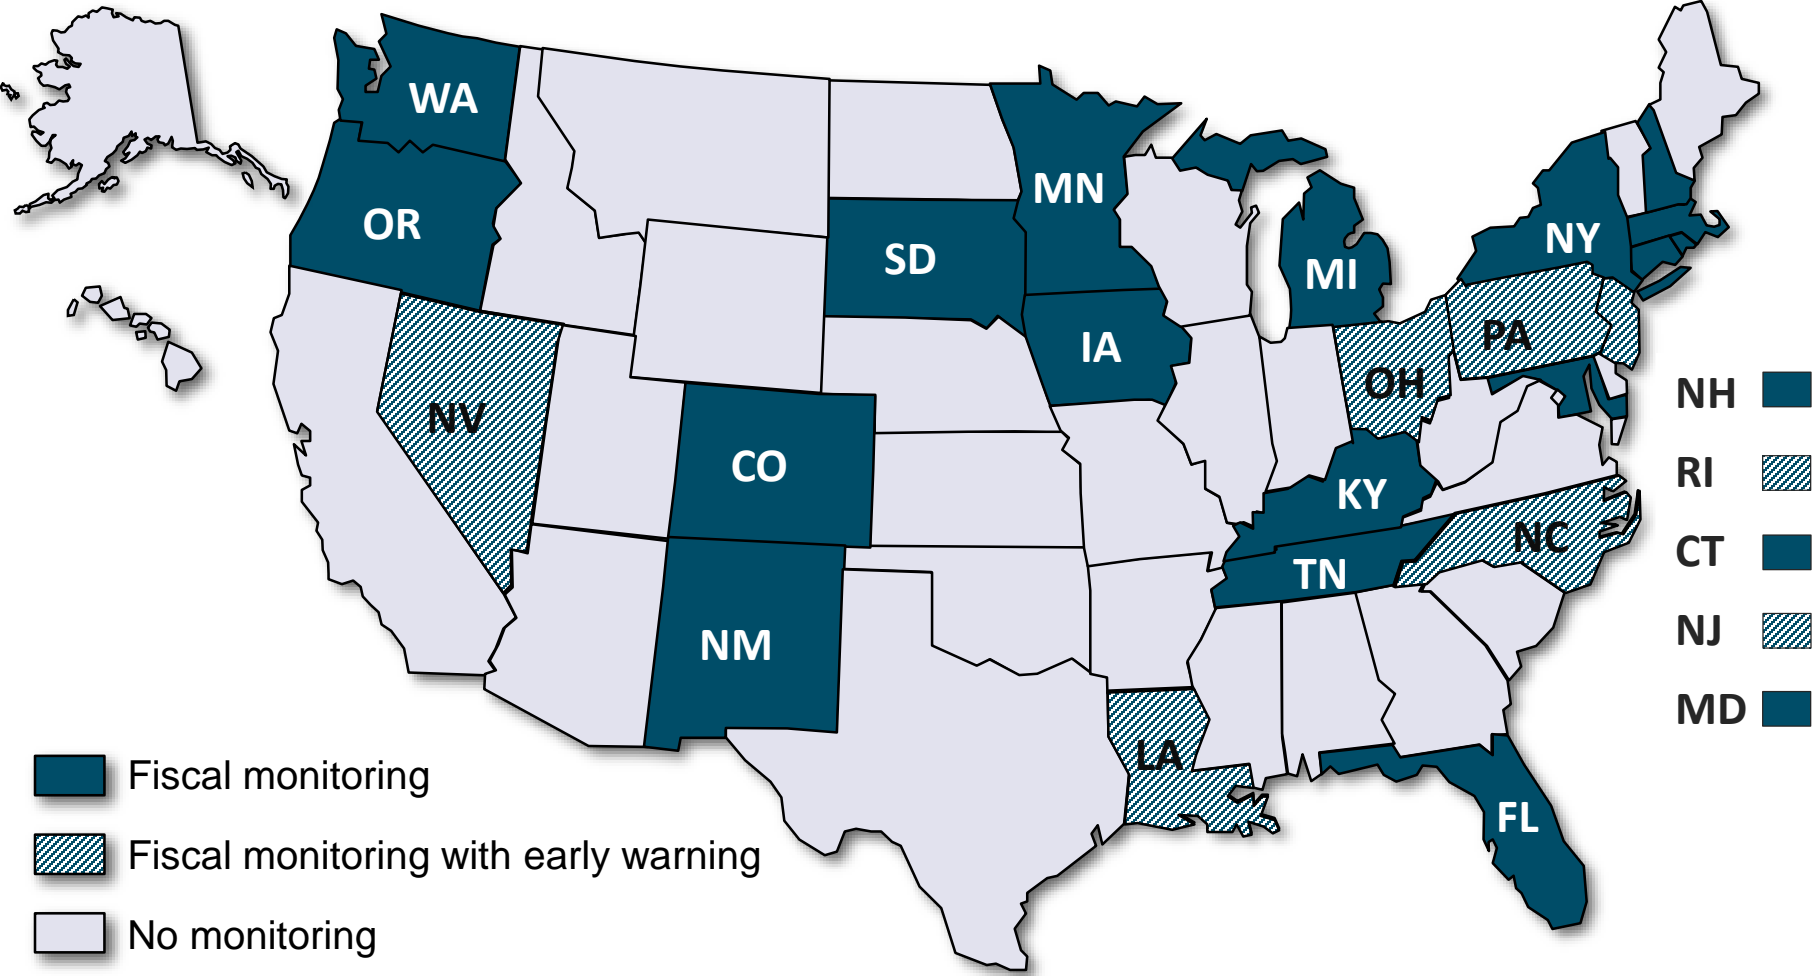 WA
MN
OR
NY
SD
MI
PA
IA
OH
NH
NV
CO
RI
KY
NC
CT
TN
NJ
NM
MD
LA
Fiscal monitoring
FL
Fiscal monitoring with early warning
No monitoring